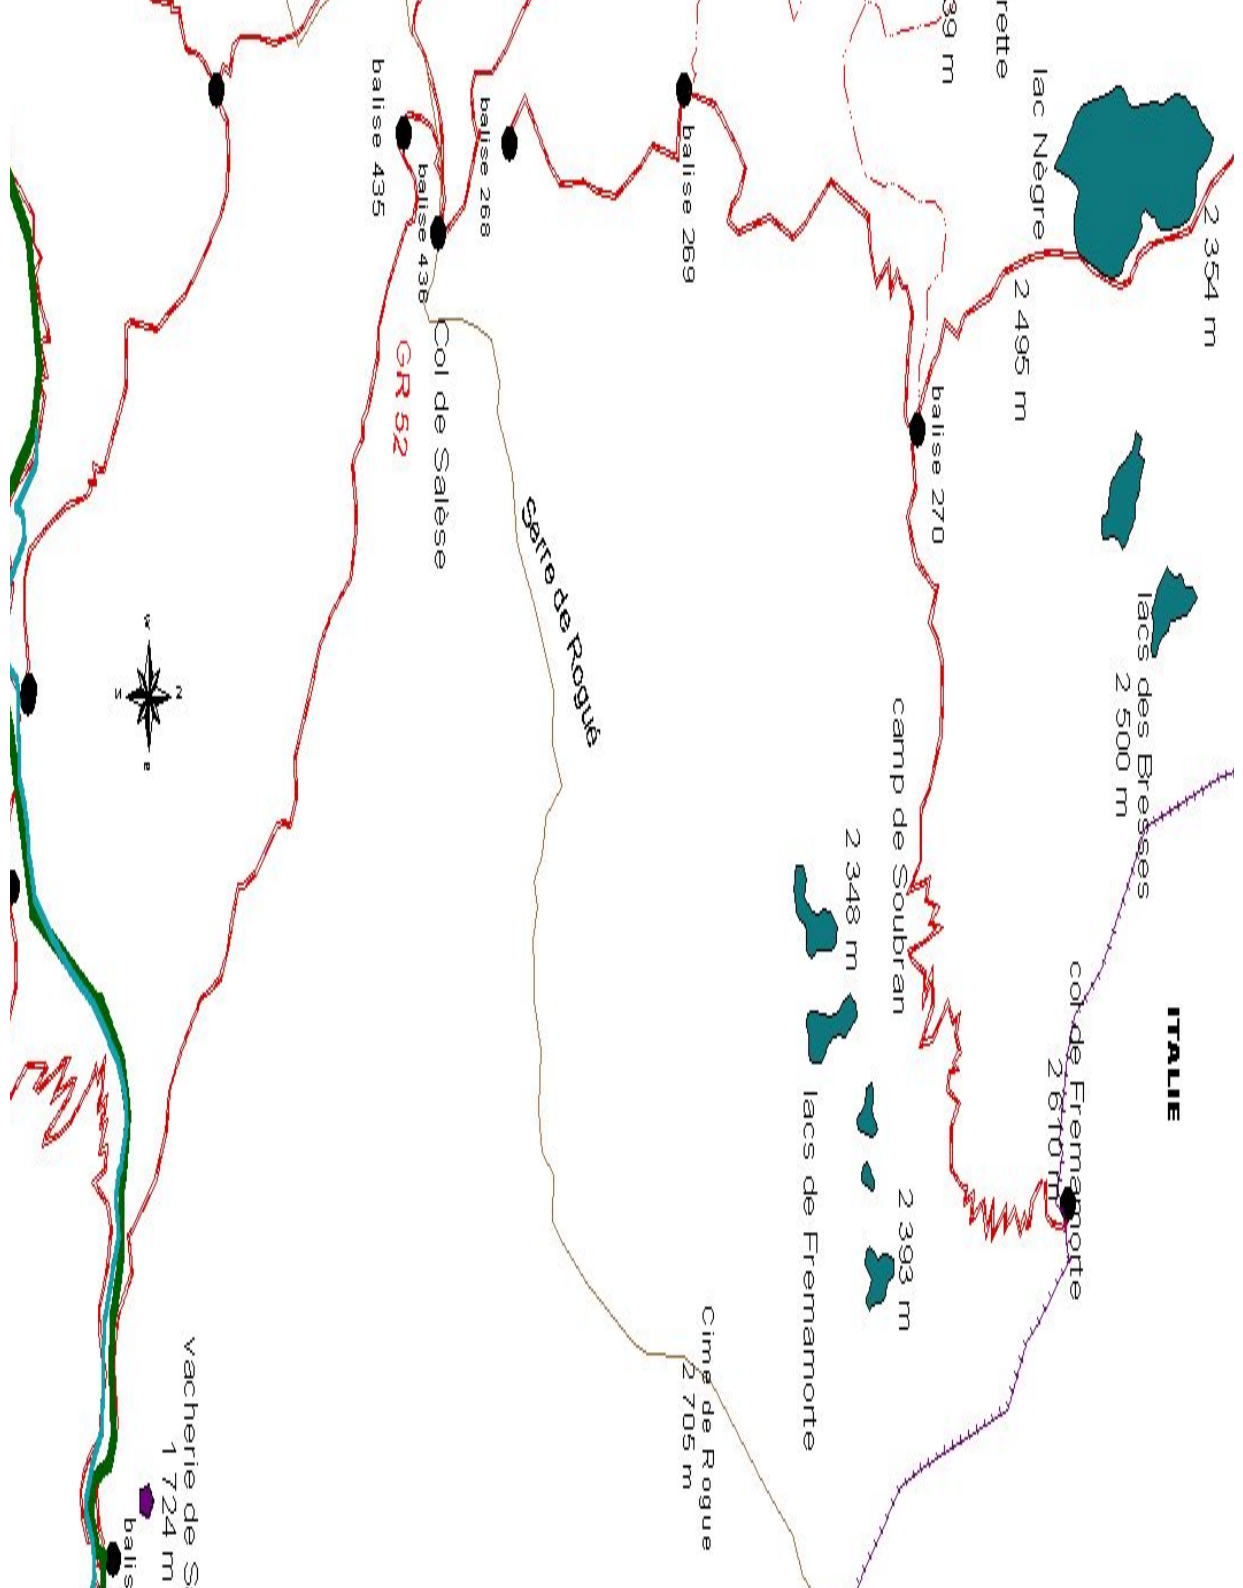 2 354 m
ITALIE
lacs des Bresses
2 500 m
col de Fremamorte
2 610 m
lac Nègre
2 495 m
rette
39 m
balise 270
2 393 m
camp de Soubran
2 348 m
lacs de Fremamorte
Cime de Rogue
2 705 m
balise 269
Serre de Rogué
balise 268
Col de Salèse
balise 436
GR 52
balise 435
vacherie de S
1 724 m
N
W
E
balis